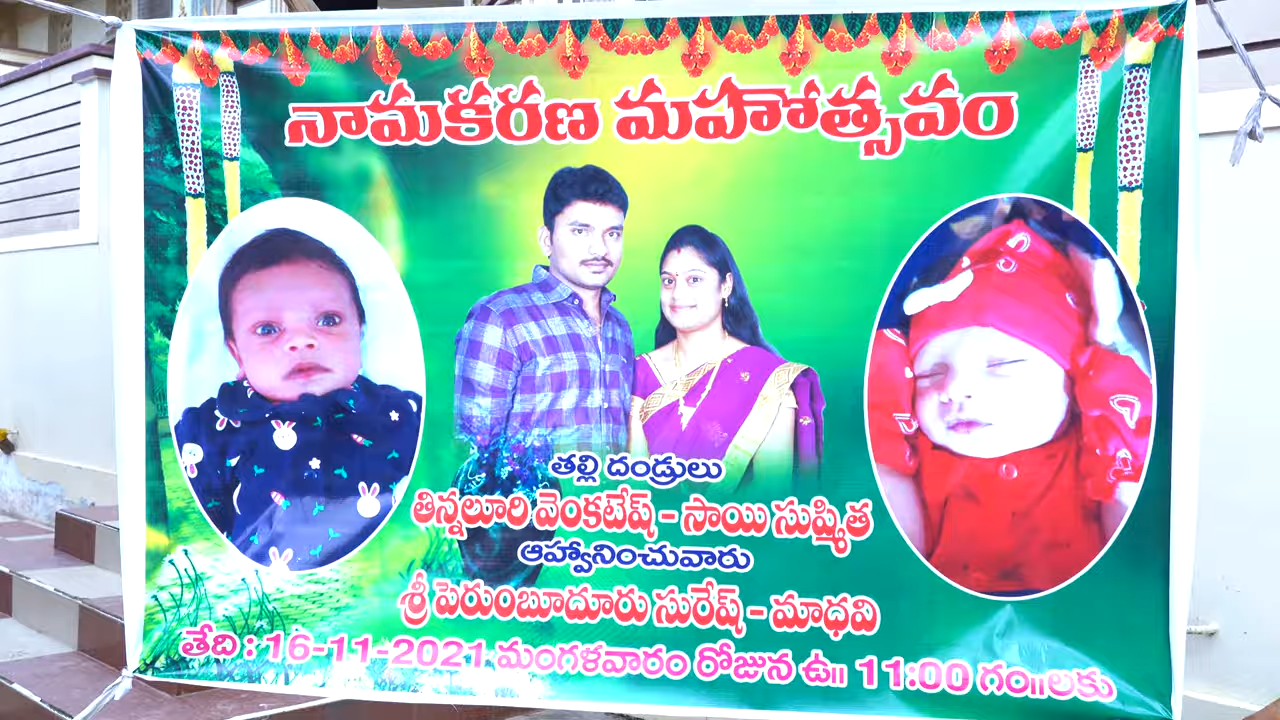 నామకరణ మహోత్సవం
తల్లి దండ్రులు
తిన్నలూరి వెంకటేష్ - సాయి సుష్మిత
ఆహ్వానించువారు
శ్రీ పెరుంబూదూరు సురేష్ - మాధవి
తేది : 16-11-2021 మంగళవారం రోజున ఉ॥ 11:00 గం॥లకు